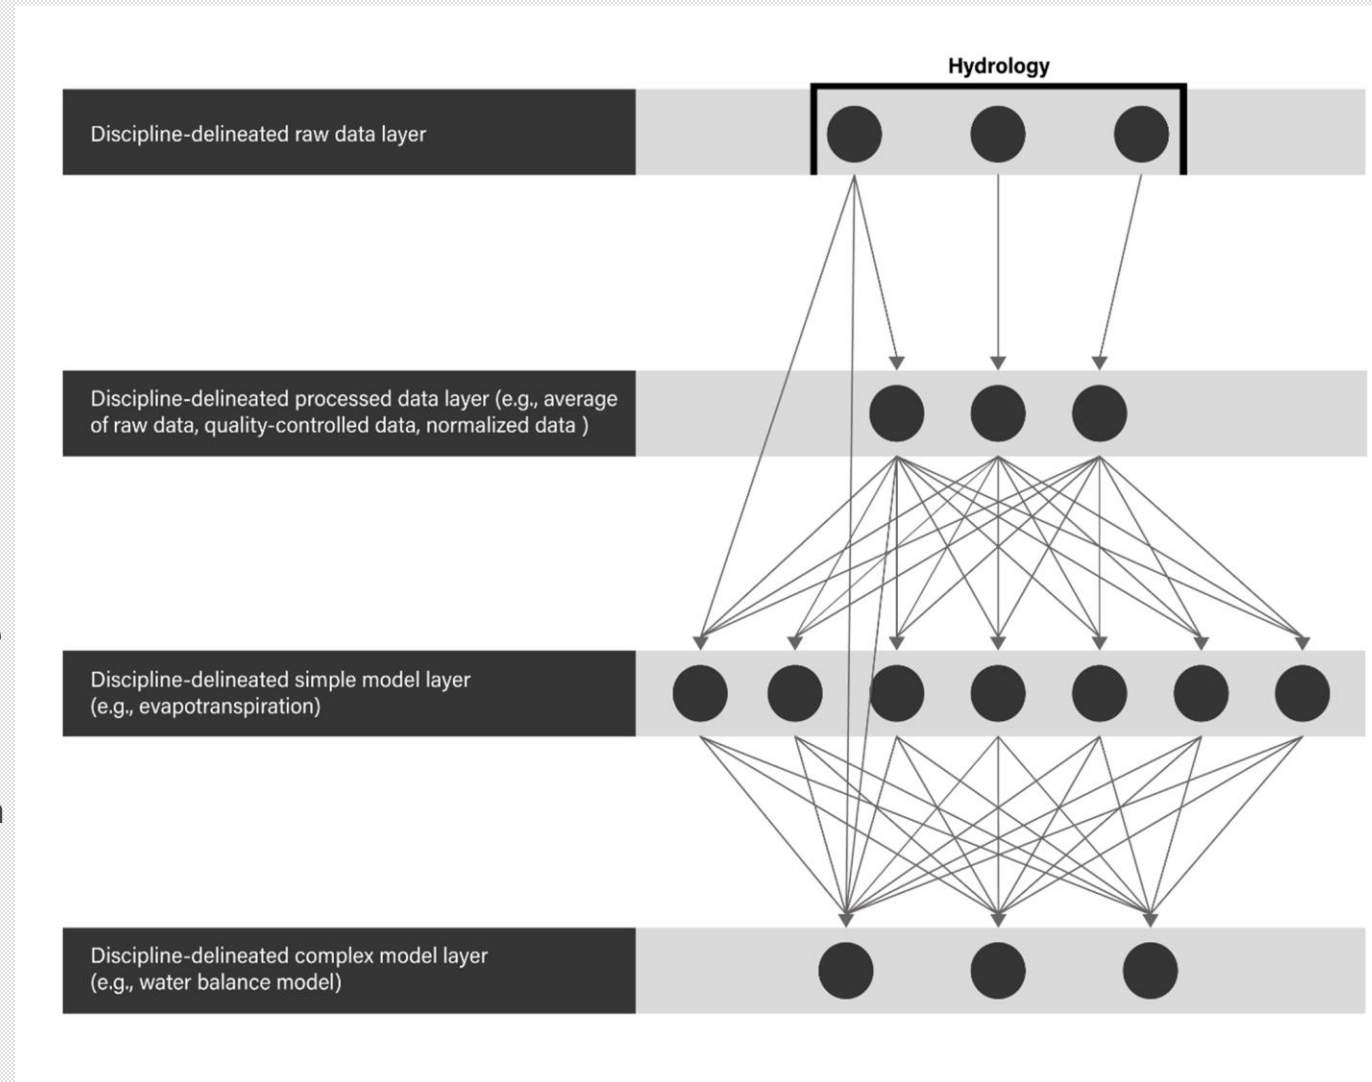 Hydrology
Discipline-delineated raw data layer
Discipline-delineated processed data layer (e.g., average
of raw data, quality-controlled data, normalized data )
Discipline-delineated simple model layer
(e.g., evapotranspiration)
Discipline-delineated complex model layer
(e.g., water balance model)